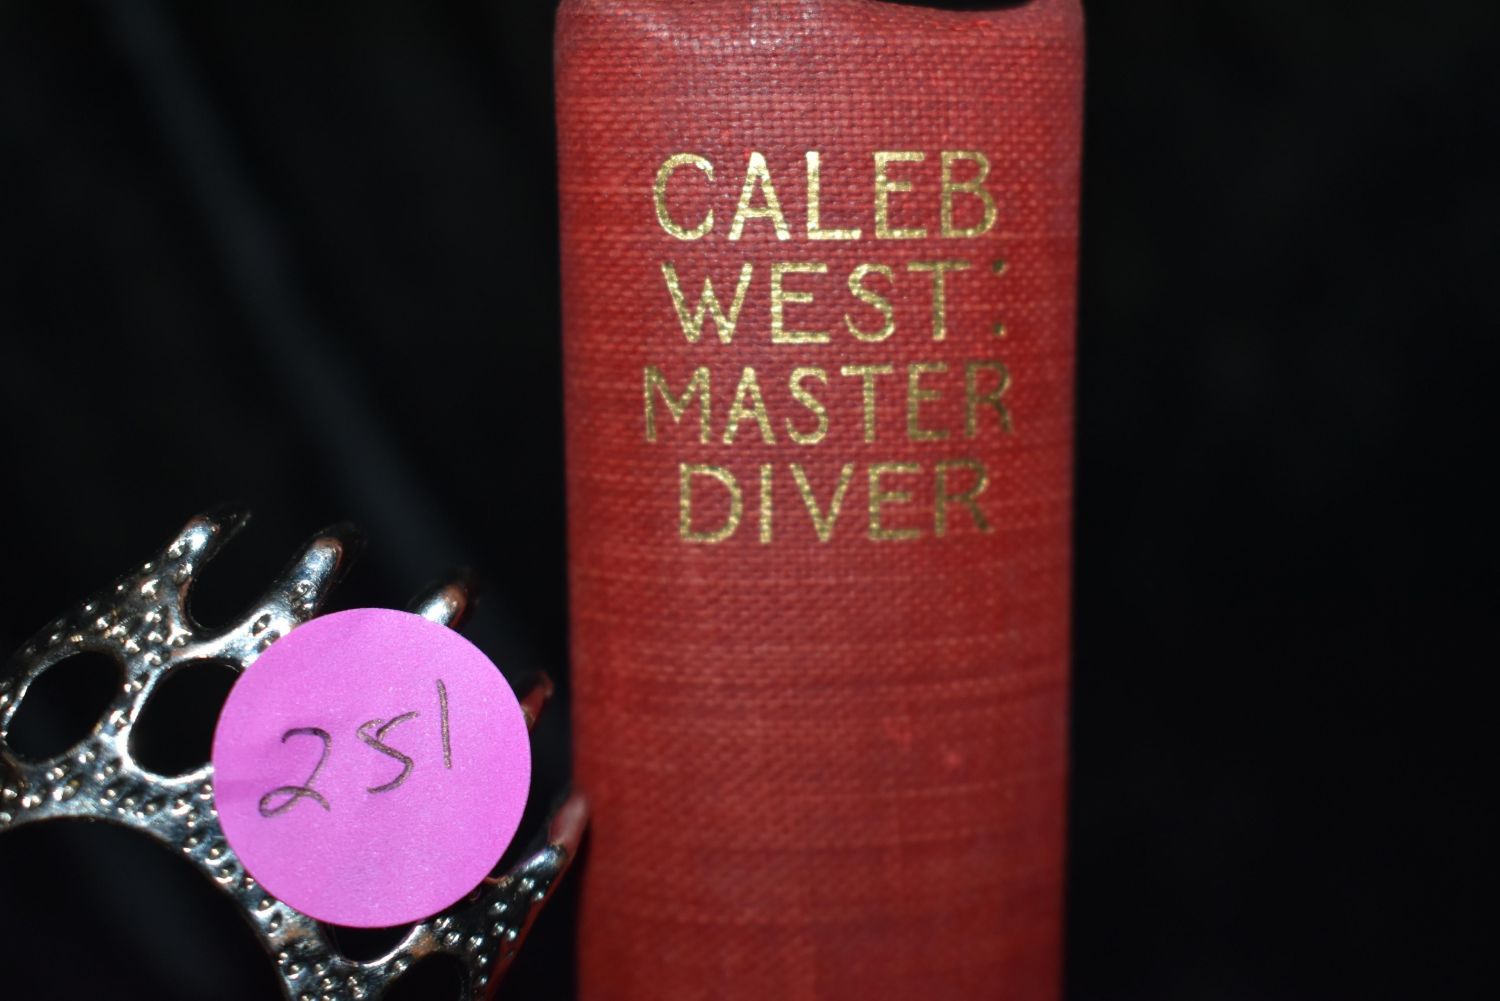 CALEB
WEST:
MASTER
DIVER
251